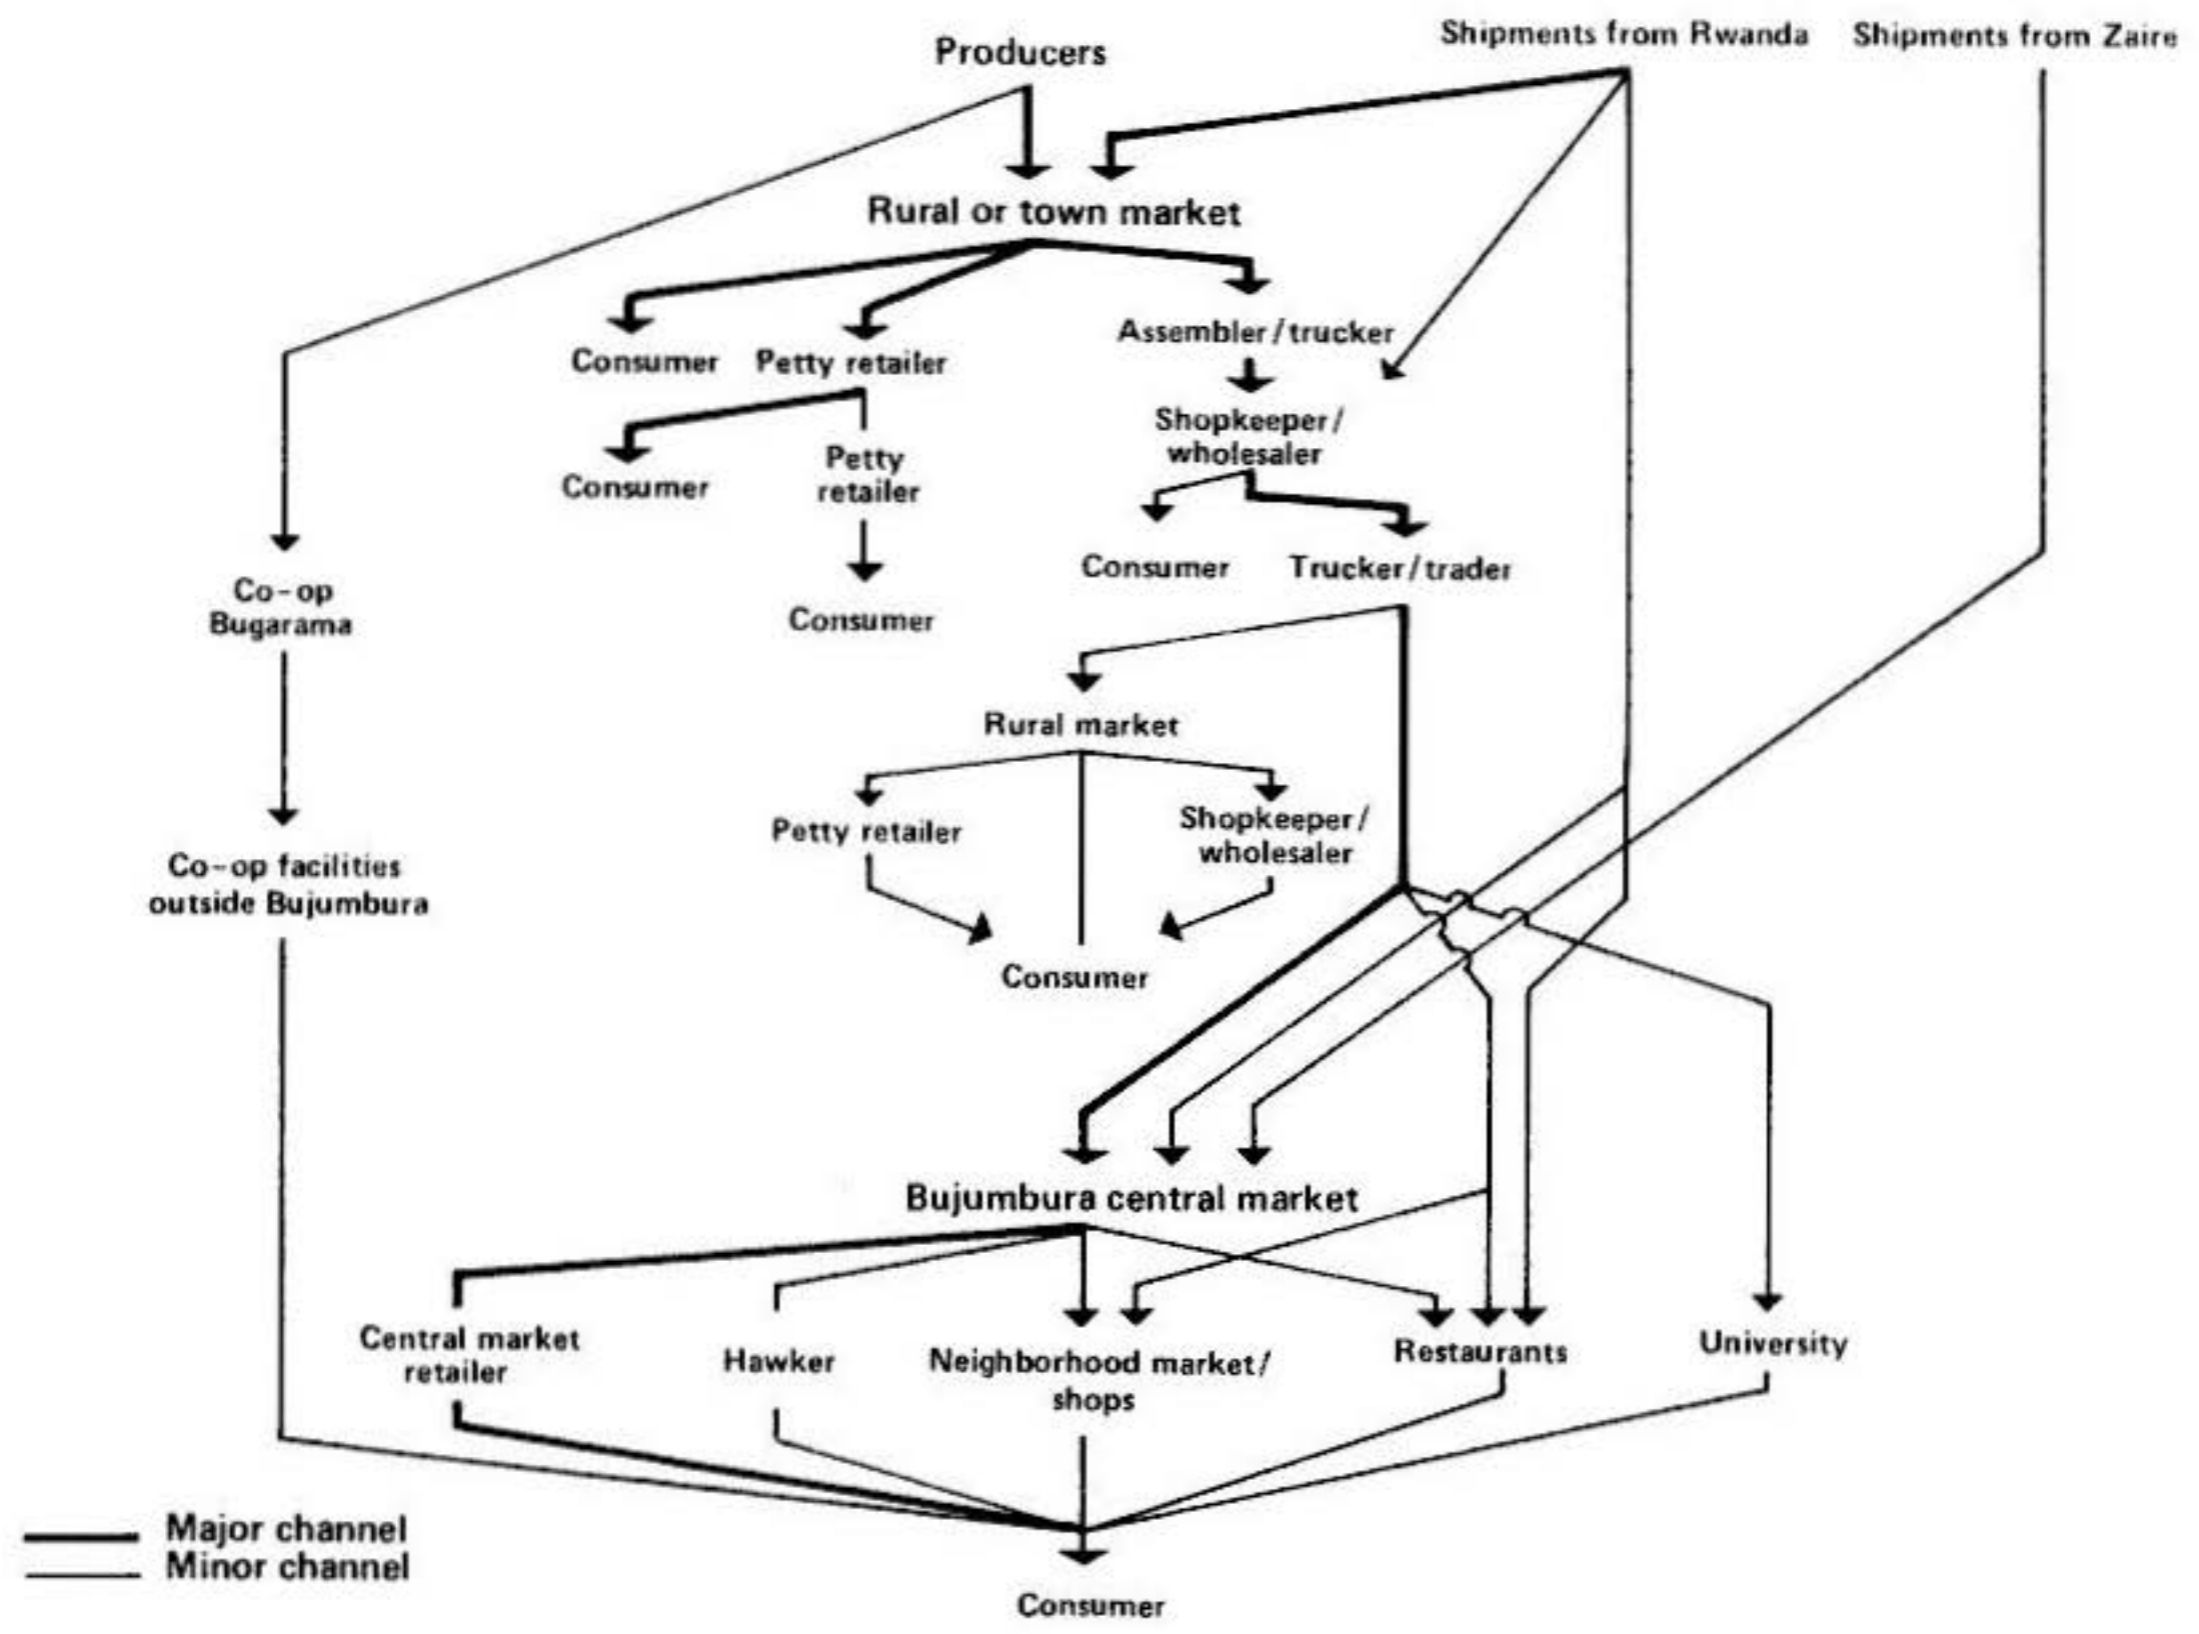 Producers
Shipments from Rwanda
Shipments from Zaire
Rural or town market
Consumer
Petty retailer
Assembler/trucker
Shopkeeper/
wholesaler
Consumer
Petty
retailer
Consumer
Trucker/trader
Co-op
Bugarama
Consumer
Rural market
Petty retailer
Shopkeeper/
wholesaler
Co-op facilities
outside Bujumbura
Consumer
Bujumbura central market
Central market
retailer
Hawker
Neighborhood market/
shops
Restaurants
University
Major channel
Minor channel
Consumer